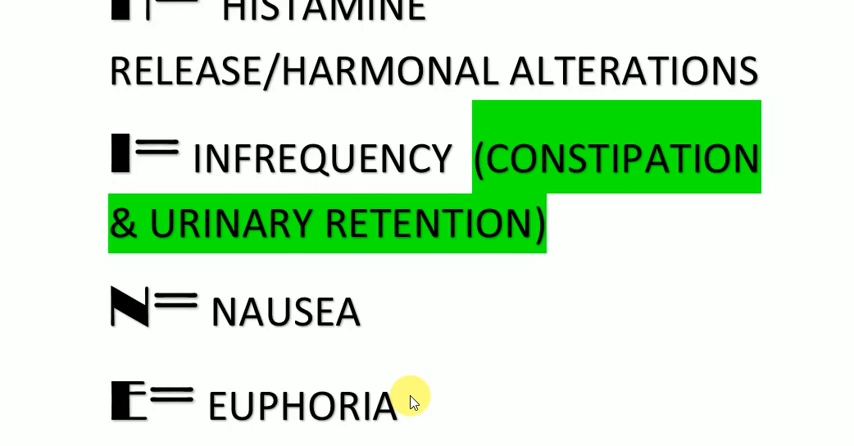 H= HISTAMINE
RELEASE/HARMONAL ALTERATIONS
I= INFREQUENCY (CONSTIPATION
& URINARY RETENTION)
N= NAUSEA
E= EUPHORIA